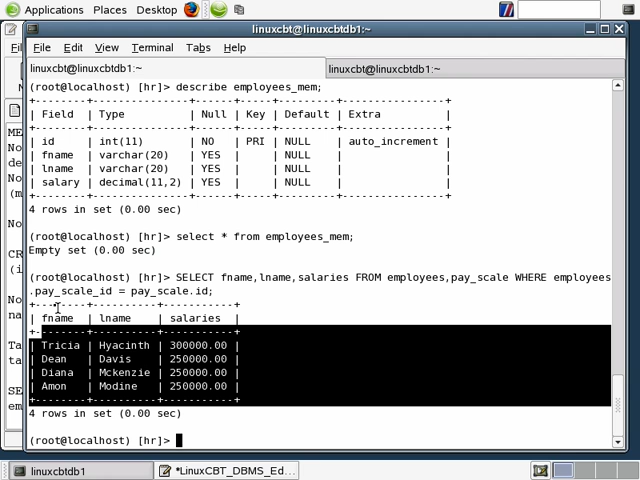 Applications Places Desktop
linuxcbt@linuxcbtdb1:~
File Edit View Terminal Tabs Help
linuxcbt@linuxcbtdb1:~ linuxcbt@linuxcbtdb1:~
(root@localhost) [hr]> describe employees_mem;
+--------+---------------+------+-----+---------+----------------+
| Field | Type | Null | Key | Default | Extra |
+--------+---------------+------+-----+---------+----------------+
| id | int(11) | NO | PRI | NULL | auto_increment |
| fname | varchar(20) | YES | | NULL | |
| lname | varchar(20) | YES | | NULL | |
| salary | decimal(11,2) | YES | | NULL | |
+--------+---------------+------+-----+---------+----------------+
4 rows in set (0.00 sec)
(root@localhost) [hr]> select * from employees_mem;
Empty set (0.00 sec)
(root@localhost) [hr]> SELECT fname,lname,salaries FROM employees,pay_scale WHERE employees
.pay_scale_id = pay_scale.id;
+--------+----------+-----------+
| fname | lname | salaries |
+--------+----------+-----------+
| Tricia | Hyacinth | 300000.00 |
| Dean | Davis | 250000.00 |
| Diana | Mckenzie | 250000.00 |
| Amon | Modine | 250000.00 |
+--------+----------+-----------+
4 rows in set (0.00 sec)
(root@localhost) [hr]>
linuxcbtdb1 *LinuxCBT_DBMS_Ed...